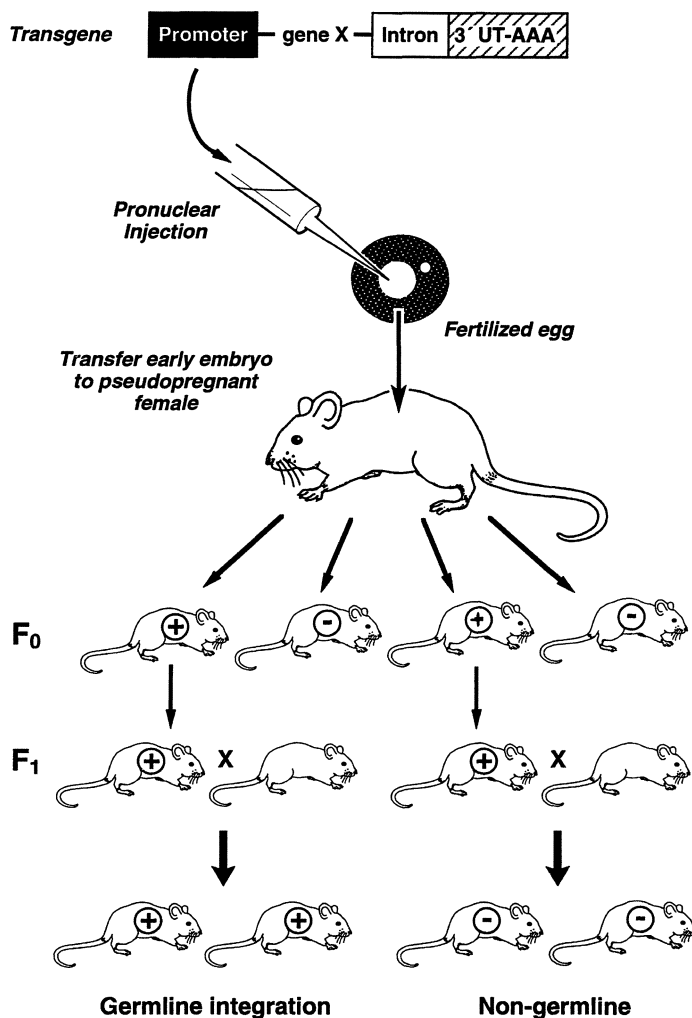 Transgene Promoter gene X Intron 3´ UT-AAA
Pronuclear
Injection
Fertilized egg
Transfer early embryo
to pseudopregnant
female
F0 + - + -
F1 + X + X
+ + - ~
Germline integration Non-germline